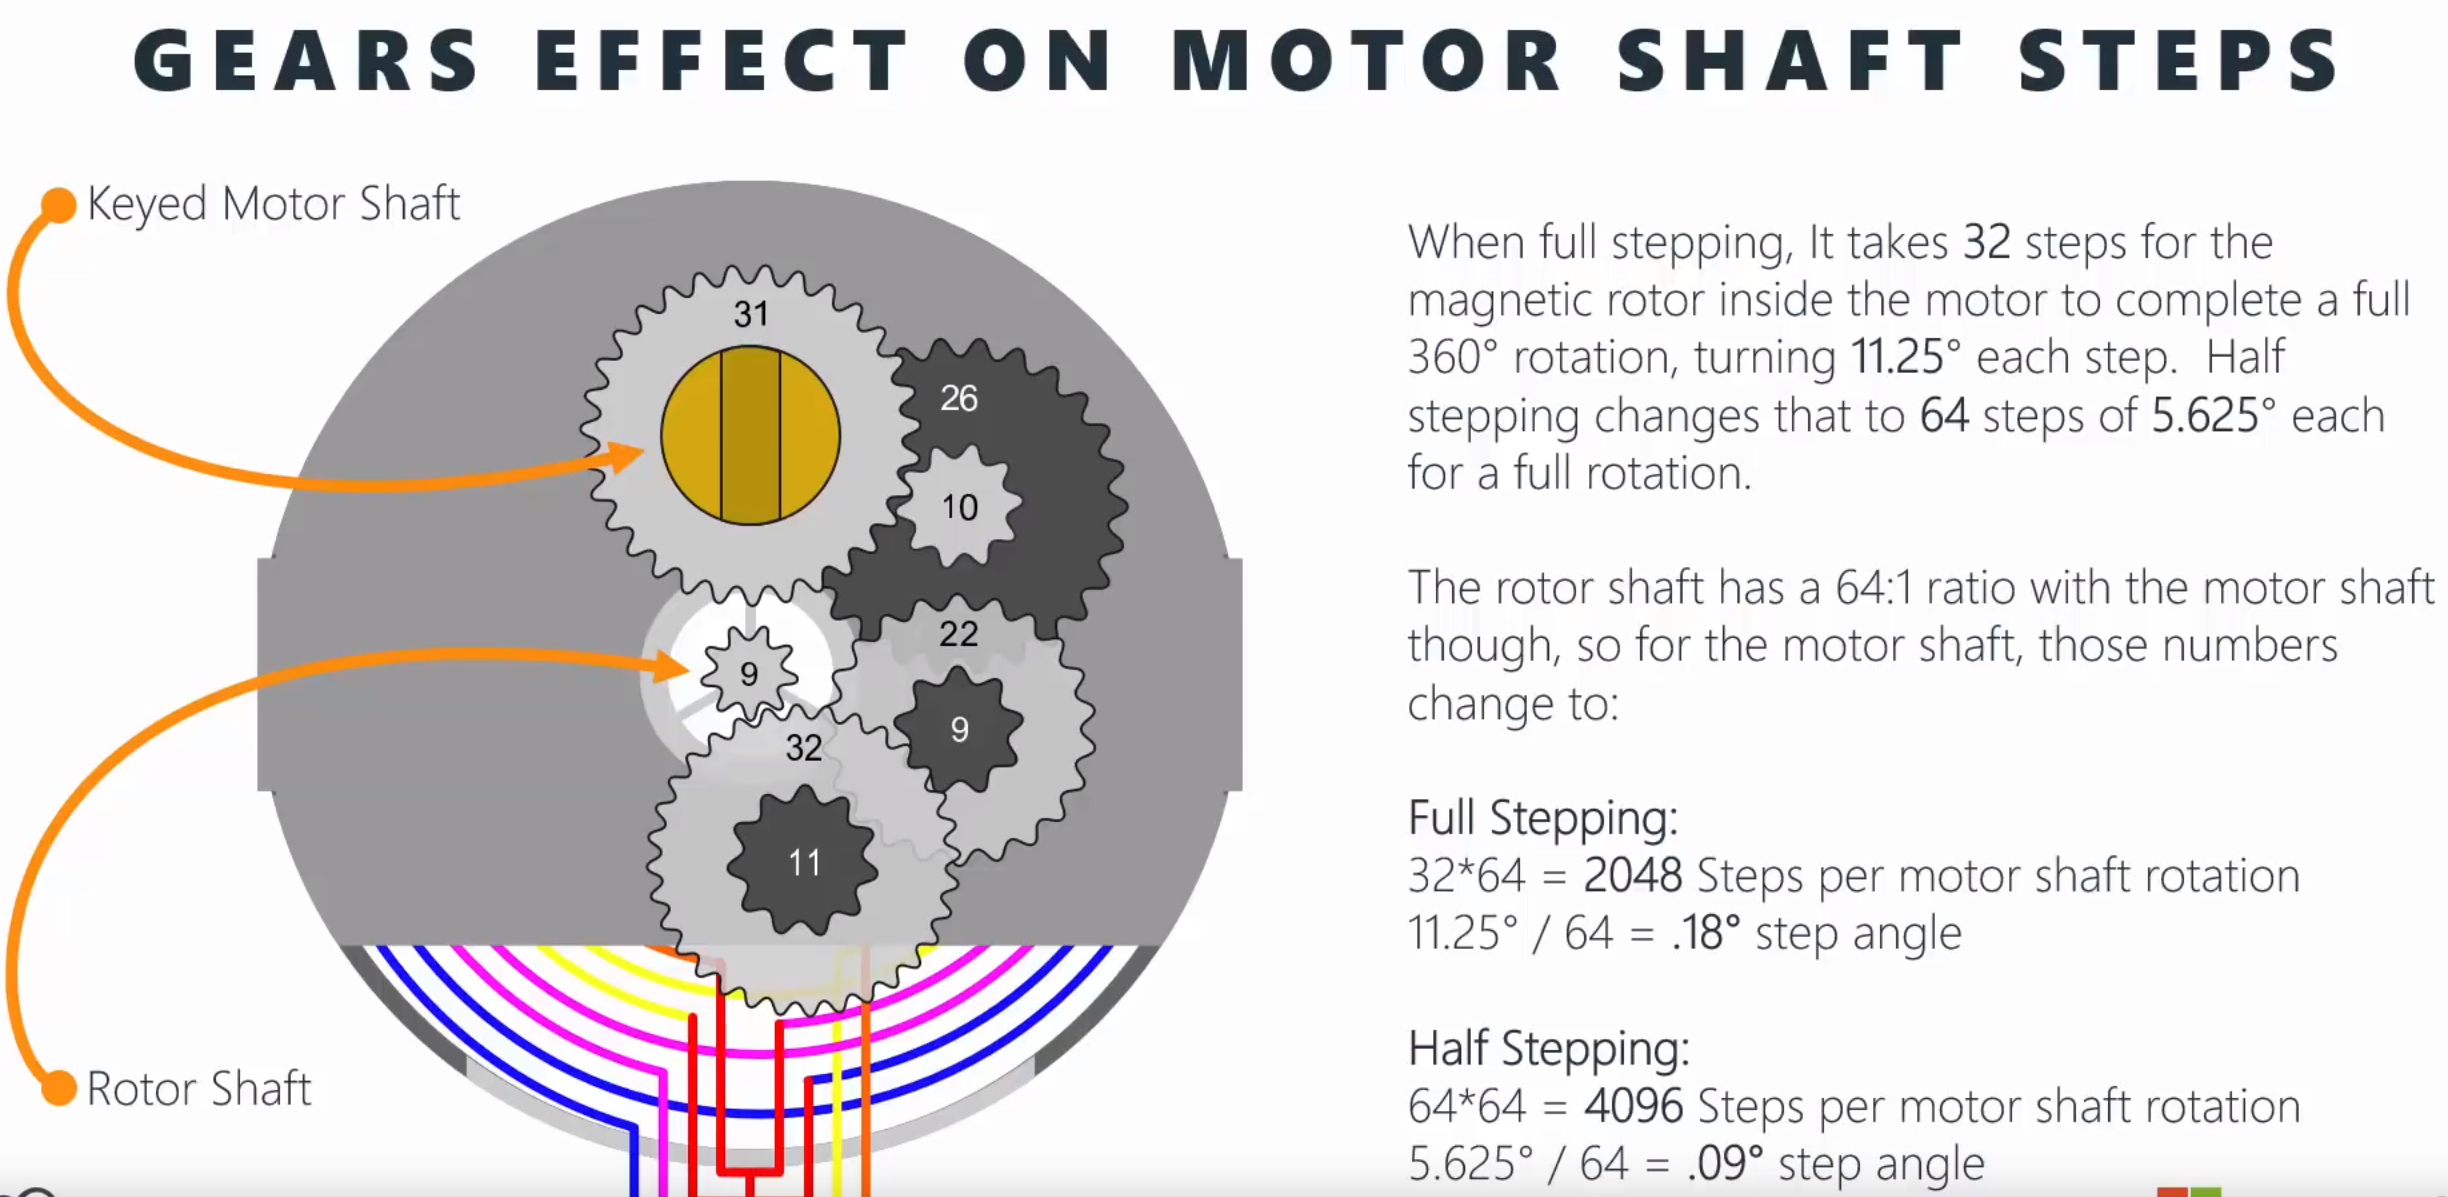 GEARS EFFECT ON MOTOR SHAFT STEPS
Keyed Motor Shaft
31
26
10
22
9
9
32
11
Rotor Shaft
When full stepping, It takes 32 steps for the
magnetic rotor inside the motor to complete a full
360° rotation, turning 11.25° each step. Half
stepping changes that to 64 steps of 5.625° each
for a full rotation.
The rotor shaft has a 64:1 ratio with the motor shaft
though, so for the motor shaft, those numbers
change to:
Full Stepping:
32*64 = 2048 Steps per motor shaft rotation
11.25° / 64 = .18° step angle
Half Stepping:
64*64 = 4096 Steps per motor shaft rotation
5.625° / 64 = .09° step angle